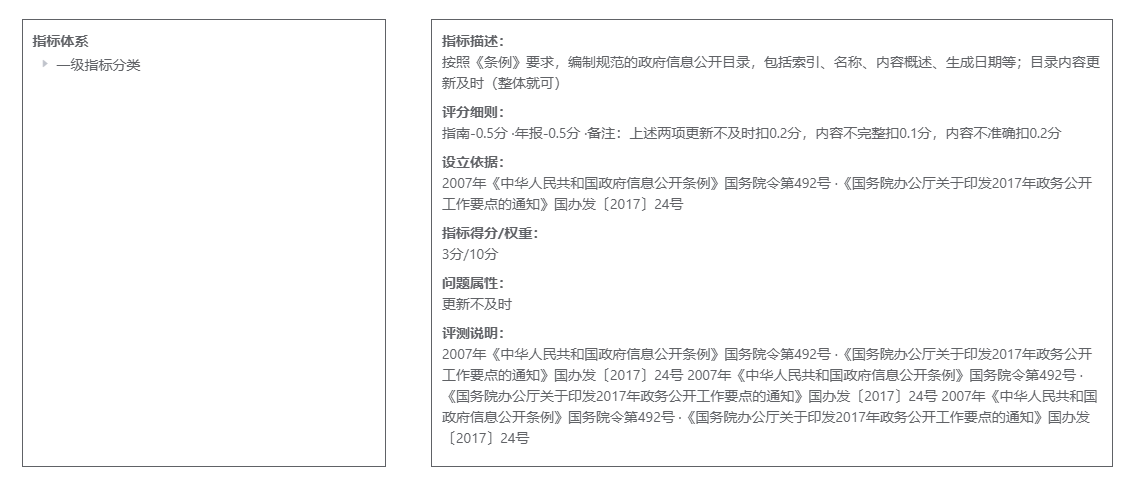 指标体系
一级指标分类
指标描述：
按照《条例》要求，编制规范的政府信息公开目录，包括索引、名称、内容概述、生成日期等；目录内容更
新及时（整体就可）
评分细则：
指南-0.5分 ·年报-0.5分 ·备注：上述两项更新不及时扣0.2分，内容不完整扣0.1分，内容不准确扣0.2分
设立依据：
2007年《中华人民共和国政府信息公开条例》国务院令第492号 ·《国务院办公厅关于印发2017年政务公开
工作要点的通知》国办发〔2017〕24号
指标得分/权重：
3分/10分
问题属性：
更新不及时
评测说明：
2007年《中华人民共和国政府信息公开条例》国务院令第492号 ·《国务院办公厅关于印发2017年政务公开
工作要点的通知》国办发〔2017〕24号 2007年《中华人民共和国政府信息公开条例》国务院令第492号 ·
《国务院办公厅关于印发2017年政务公开工作要点的通知》国办发〔2017〕24号 2007年《中华人民共和国
政府信息公开条例》国务院令第492号 ·《国务院办公厅关于印发2017年政务公开工作要点的通知》国办发
〔2017〕24号